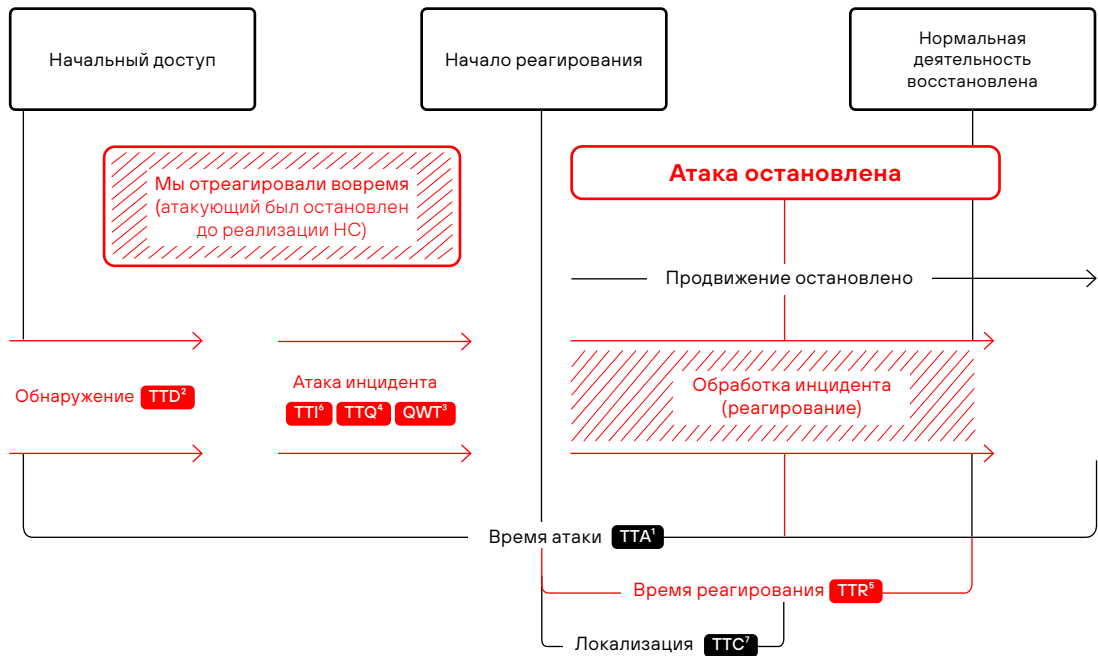 Начальный доступ
Начало реагирования
Нормальная
деятельность
восстановлена
Мы отреагировали вовремя
(атакующий был остановлен
до реализации НС)
Атака остановлена
Продвижение остановлено
Обнаружение TTD²
Атака инцидента
TTI⁶ TTQ⁴ QWT³
Обработка инцидента
(реагирование)
Время атаки TTA¹
Время реагирования TTR⁵
Локализация TTC⁷